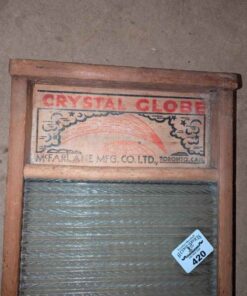 CRYSTAL GLOBE
McFARLANE MFG. CO. LTD., TORONTO, CAN.
420